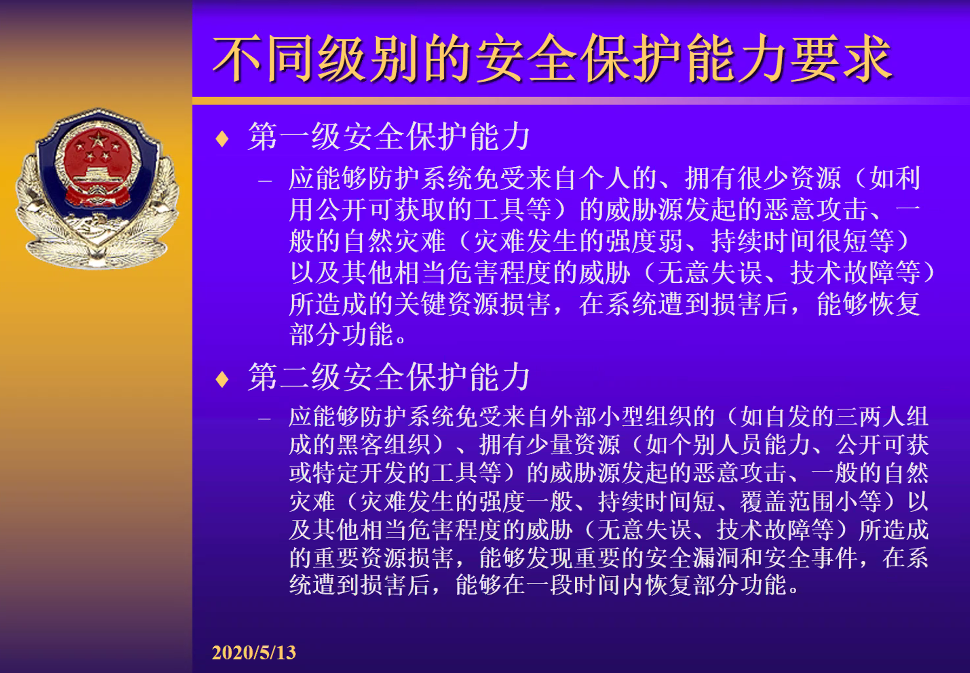 不同级别的安全保护能力要求
♦ 第一级安全保护能力
– 应能够防护系统免受来自个人的、拥有很少资源（如利
用公开可获取的工具等）的威胁源发起的恶意攻击、一
般的自然灾难（灾难发生的强度弱、持续时间很短等）
以及其他相当危害程度的威胁（无意失误、技术故障等）
所造成的关键资源损害，在系统遭到损害后，能够恢复
部分功能。
♦ 第二级安全保护能力
– 应能够防护系统免受来自外部小型组织的（如自发的三两人组
成的黑客组织）、拥有少量资源（如个别人员能力、公开可获
或特定开发的工具等）的威胁源发起的恶意攻击、一般的自然
灾难（灾难发生的强度一般、持续时间短、覆盖范围小等）以
及其他相当危害程度的威胁（无意失误、技术故障等）所造成
的重要资源损害，能够发现重要的安全漏洞和安全事件，在系
统遭到损害后，能够在一段时间内恢复部分功能。
2020/5/13